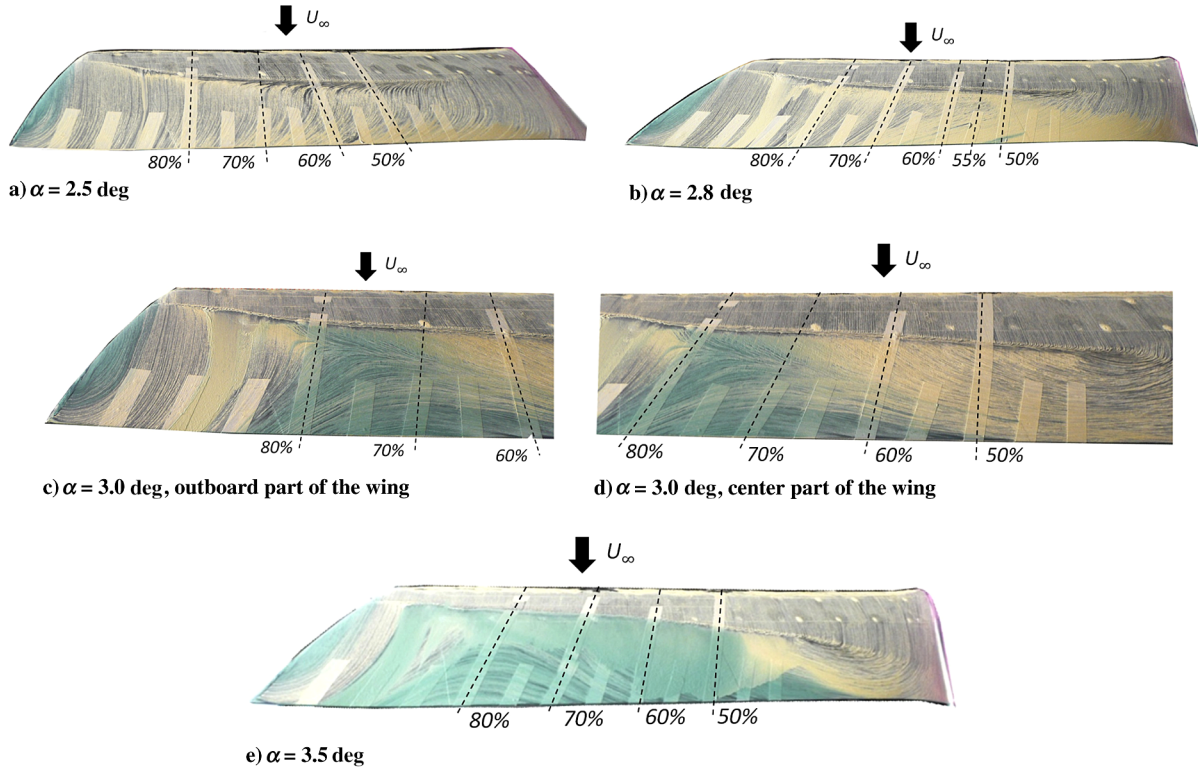 U∞
U∞
80% 70% 60% 50%
80% 70% 60% 55% 50%
a) α = 2.5 deg
b) α = 2.8 deg
U∞
U∞
80% 70% 60%
80% 70% 60% 50%
c) α = 3.0 deg, outboard part of the wing
d) α = 3.0 deg, center part of the wing
U∞
80% 70% 60% 50%
e) α = 3.5 deg